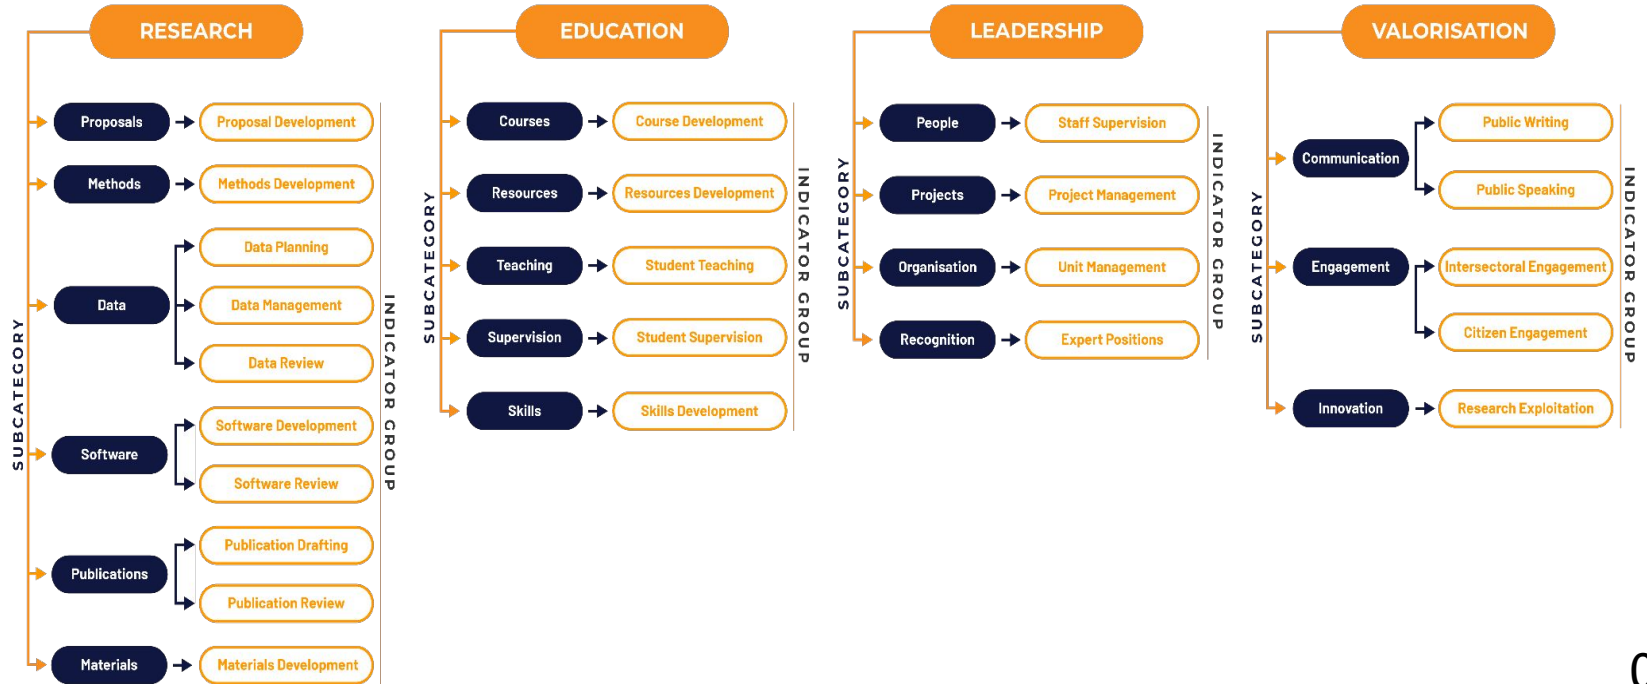 RESEARCH
SUBCATEGORY
Proposals
Proposal Development
Methods
Methods Development
Data
Data Planning
Data Management
Data Review
Software
Software Development
Software Review
Publications
Publication Drafting
Publication Review
Materials
Materials Development
INDICATOR GROUP
EDUCATION
SUBCATEGORY
Courses
Course Development
Resources
Resources Development
Teaching
Student Teaching
Supervision
Student Supervision
Skills
Skills Development
INDICATOR GROUP
LEADERSHIP
SUBCATEGORY
People
Staff Supervision
Projects
Project Management
Organisation
Unit Management
Recognition
Expert Positions
INDICATOR GROUP
VALORISATION
SUBCATEGORY
Communication
Public Writing
Public Speaking
Engagement
Intersectoral Engagement
Citizen Engagement
Innovation
Research Exploitation
INDICATOR GROUP